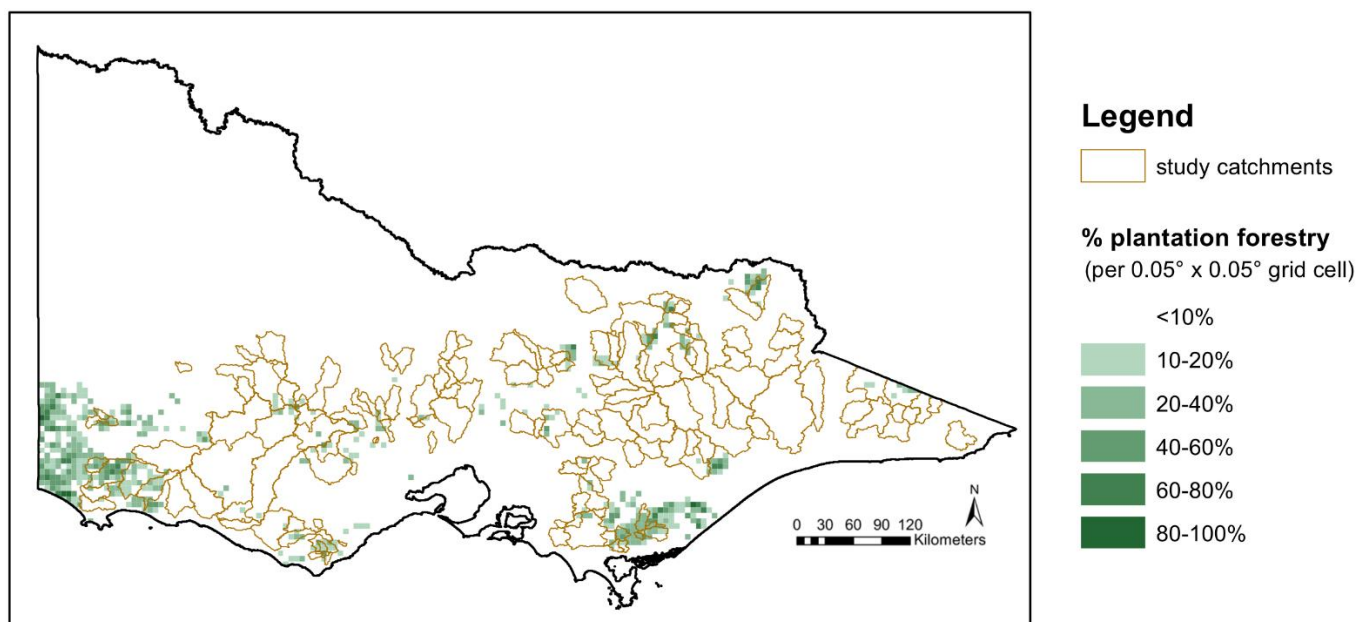 Legend
study catchments
% plantation forestry
(per 0.05° x 0.05° grid cell)
<10%
10-20%
20-40%
40-60%
60-80%
80-100%
N
0 30 60 90 120
Kilometers